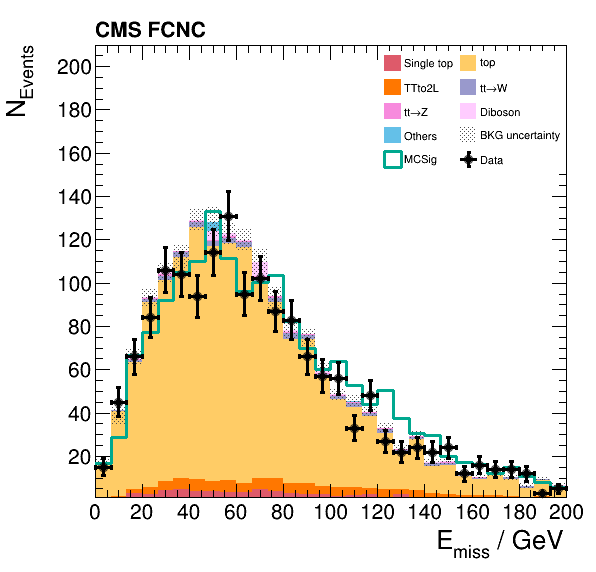 CMS FCNC
N_Events
200
180
160
140
120
100
80
60
40
20
Single top
top
TTto2L
tt→W
tt→Z
Diboson
Others
BKG uncertainty
MCSig
Data
0 20 40 60 80 100 120 140 160 180 200
E_miss / GeV